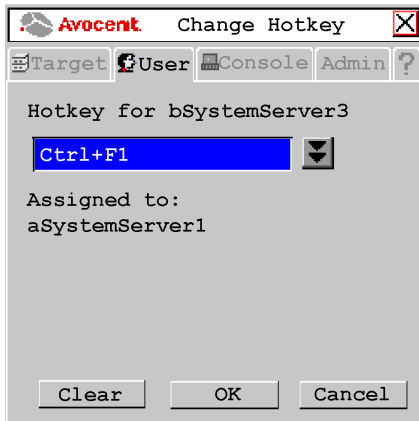 Avocent. Change Hotkey
Target User Console Admin ?
Hotkey for bSystemServer3
Ctrl+F1
Assigned to:
aSystemServer1
Clear OK Cancel